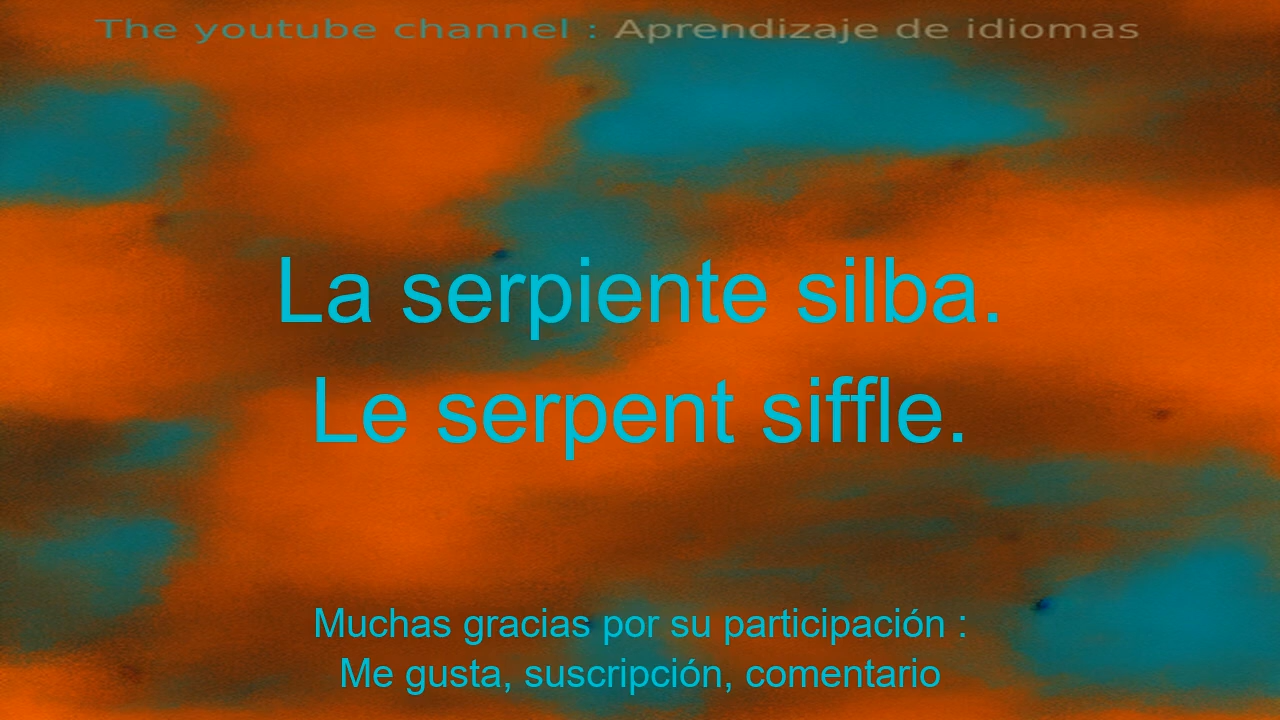 The youtube channel : Aprendizaje de idiomas
La serpiente silba.
Le serpent siffle.
Muchas gracias por su participación :
Me gusta, suscripción, comentario